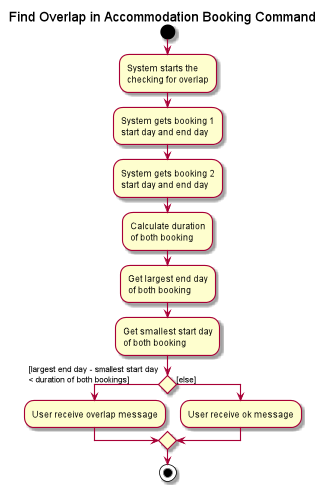 Find Overlap in Accommodation Booking Command
System starts the
checking for overlap
System gets booking 1
start day and end day
System gets booking 2
start day and end day
Calculate duration
of both booking
Get largest end day
of both booking
Get smallest start day
of both booking
[largest end day - smallest start day
< duration of both bookings]
[else]
User receive overlap message
User receive ok message